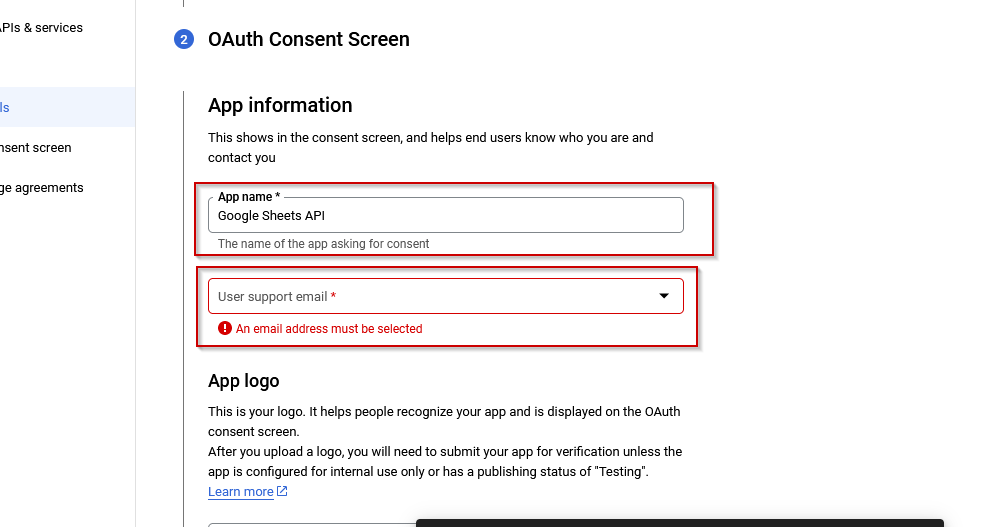 APIs & services
2 OAuth Consent Screen
App information
This shows in the consent screen, and helps end users know who you are and
contact you
nsent screen
ge agreements
App name *
Google Sheets API
The name of the app asking for consent
User support email *
An email address must be selected
App logo
This is your logo. It helps people recognize your app and is displayed on the OAuth
consent screen.
After you upload a logo, you will need to submit your app for verification unless the
app is configured for internal use only or has a publishing status of "Testing".
Learn more